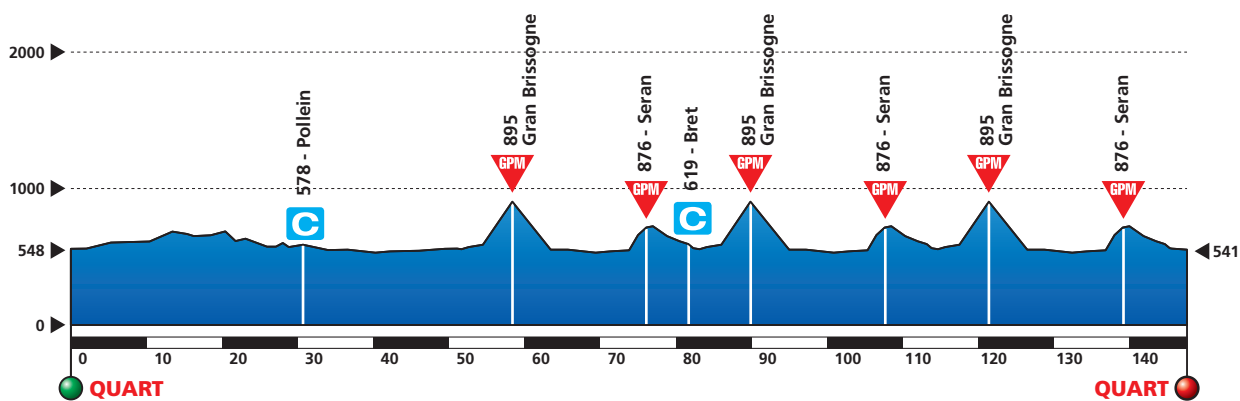 2000
1000
548
0
578 - Pollein
C
895
Gran Brissogne
GPM
876 - Seran
GPM
619 - Bret
C
895
Gran Brissogne
GPM
876 - Seran
GPM
895
Gran Brissogne
GPM
876 - Seran
GPM
541
0 10 20 30 40 50 60 70 80 90 100 110 120 130 140
QUART
QUART